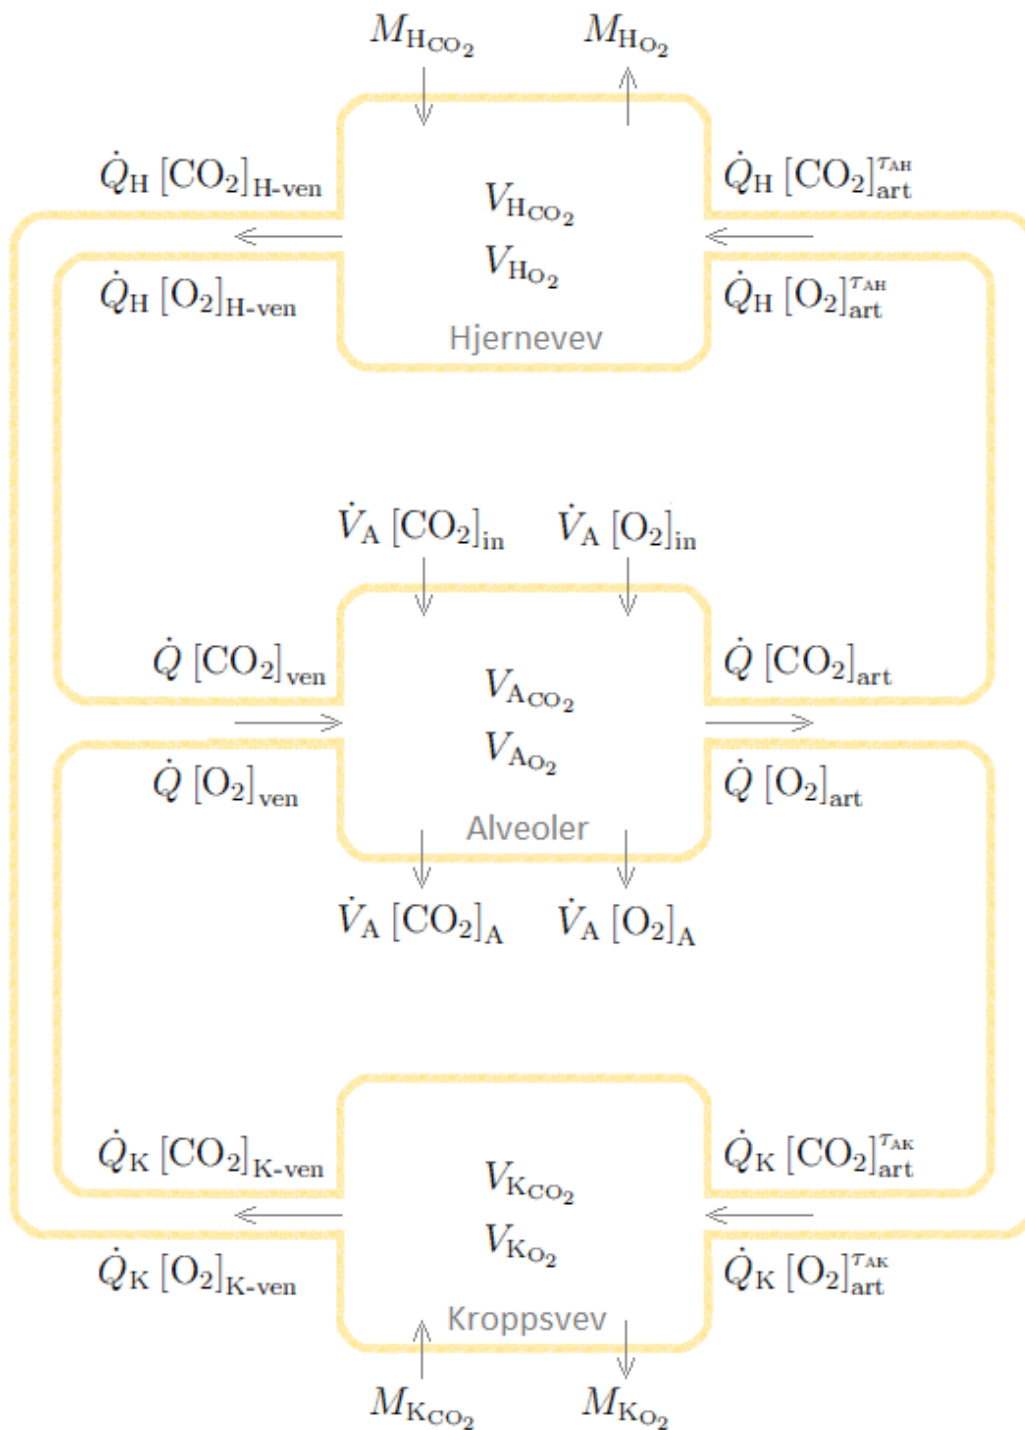 M_{H_{CO_2}} M_{H_{O_2}}
Q̇_H [CO_2]_{H-ven} Q̇_H [CO_2]_{art}^{τ_{AH}}
V_{H_{CO_2}}
V_{H_{O_2}}
Q̇_H [O_2]_{H-ven} Q̇_H [O_2]_{art}^{τ_{AH}}
Hjernevev
V̇_A [CO_2]_{in} V̇_A [O_2]_{in}
Q̇ [CO_2]_{ven} Q̇ [CO_2]_{art}
V_{A_{CO_2}}
V_{A_{O_2}}
Q̇ [O_2]_{ven} Q̇ [O_2]_{art}
Alveoler
V̇_A [CO_2]_A V̇_A [O_2]_A
Q̇_K [CO_2]_{K-ven} Q̇_K [CO_2]_{art}^{τ_{AK}}
V_{K_{CO_2}}
V_{K_{O_2}}
Q̇_K [O_2]_{K-ven} Q̇_K [O_2]_{art}^{τ_{AK}}
Kroppsvev
M_{K_{CO_2}} M_{K_{O_2}}